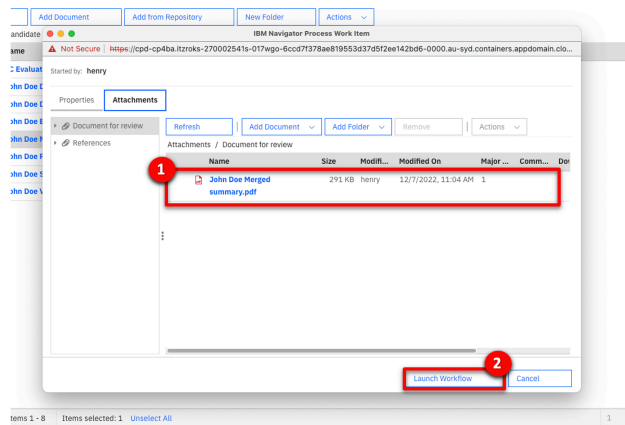 Add Document Add from Repository New Folder Actions
andidate
IBM Navigator Process Work Item
Not Secure https://cpd-cp4ba.itzroks-270002541s-017wgo-6ccd7f378ae819553d37d5f2ee142bd6-0000.au-syd.containers.appdomain.clo...
ame
Started by: henry
C Evaluat
ohn Doe D
ohn Doe D
ohn Doe E
ohn Doe N
ohn Doe F
ohn Doe S
ohn Doe V
Properties Attachments
Document for review
References
Refresh Add Document Add Folder Remove Actions
Attachments / Document for review
1
Name Size Modifi... Modified On Major ... Comm... Dov
John Doe Merged 291 KB henry 12/7/2022, 11:04 AM 1
summary.pdf
2
Launch Workflow Cancel
tems 1 - 8 Items selected: 1 Unselect All 1